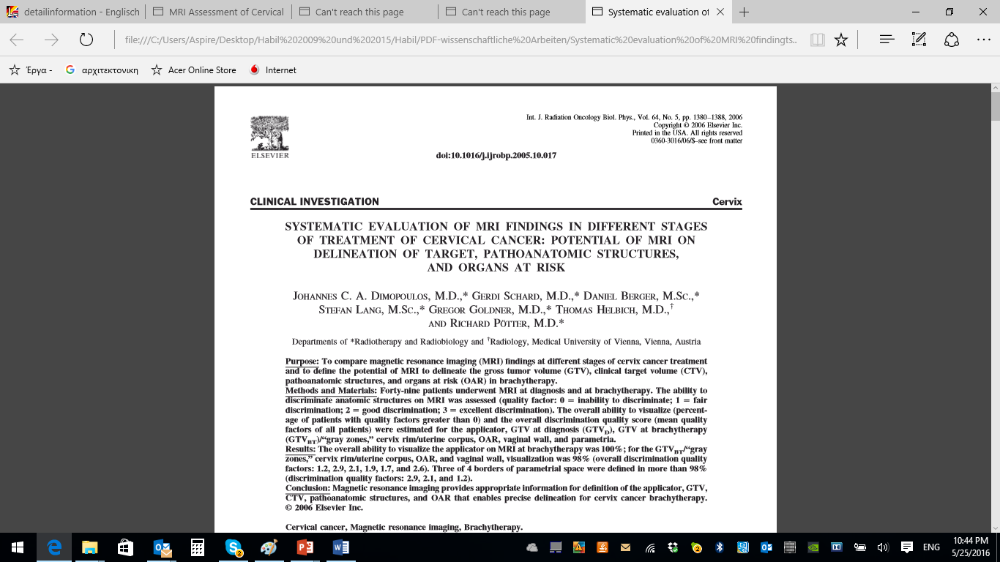 detailinformation - Englisch
MRI Assessment of Cervical
Can't reach this page
Can't reach this page
Systematic evaluation of
file:///C:/Users/Aspire/Desktop/Habil%202009%20und%202015/Habil/PDF-wissenschaftliche%20Arbeiten/Systematic%20evaluation%20of%20MRI%20findingts..
Έργα -
αρχιτεκτονικη
Acer Online Store
Internet
Int. J. Radiation Oncology Biol. Phys., Vol. 64, No. 5, pp. 1380–1388, 2006
Copyright © 2006 Elsevier Inc.
Printed in the USA. All rights reserved
0360-3016/06/$–see front matter
ELSEVIER
doi:10.1016/j.ijrobp.2005.10.017
CLINICAL INVESTIGATION
Cervix
SYSTEMATIC EVALUATION OF MRI FINDINGS IN DIFFERENT STAGES
OF TREATMENT OF CERVICAL CANCER: POTENTIAL OF MRI ON
DELINEATION OF TARGET, PATHOANATOMIC STRUCTURES,
AND ORGANS AT RISK
JOHANNES C. A. DIMOPOULOS, M.D.,* GERDI SCHARD, M.D.,* DANIEL BERGER, M.SC.,*
STEFAN LANG, M.SC.,* GREGOR GOLDNER, M.D.,* THOMAS HELBICH, M.D.,†
AND RICHARD PÖTTER, M.D.*
Departments of *Radiotherapy and Radiobiology and †Radiology, Medical University of Vienna, Vienna, Austria
Purpose: To compare magnetic resonance imaging (MRI) findings at different stages of cervix cancer treatment
and to define the potential of MRI to delineate the gross tumor volume (GTV), clinical target volume (CTV),
pathoanatomic structures, and organs at risk (OAR) in brachytherapy.
Methods and Materials: Forty-nine patients underwent MRI at diagnosis and at brachytherapy. The ability to
discriminate anatomic structures on MRI was assessed (quality factor: 0 = inability to discriminate; 1 = fair
discrimination; 2 = good discrimination; 3 = excellent discrimination). The overall ability to visualize (percent-
age of patients with quality factors greater than 0) and the overall discrimination quality score (mean quality
factors of all patients) were estimated for the applicator, GTV at diagnosis (GTVD), GTV at brachytherapy
(GTVBT)/“gray zones,” cervix rim/uterine corpus, OAR, vaginal wall, and parametria.
Results: The overall ability to visualize the applicator on MRI at brachytherapy was 100%; for the GTVBT/“gray
zones,” cervix rim/uterine corpus, OAR, and vaginal wall, visualization was 98% (overall discrimination quality
factors: 1.2, 2.9, 2.1, 1.9, 1.7, and 2.6). Three of 4 borders of parametrial space were defined in more than 98%
(discrimination quality factors: 2.9, 2.1, and 1.2).
Conclusion: Magnetic resonance imaging provides appropriate information for definition of the applicator, GTV,
CTV, pathoanatomic structures, and OAR that enables precise delineation for cervix cancer brachytherapy.
© 2006 Elsevier Inc.
Cervical cancer, Magnetic resonance imaging, Brachytherapy.
ENG
10:44 PM
5/25/2016